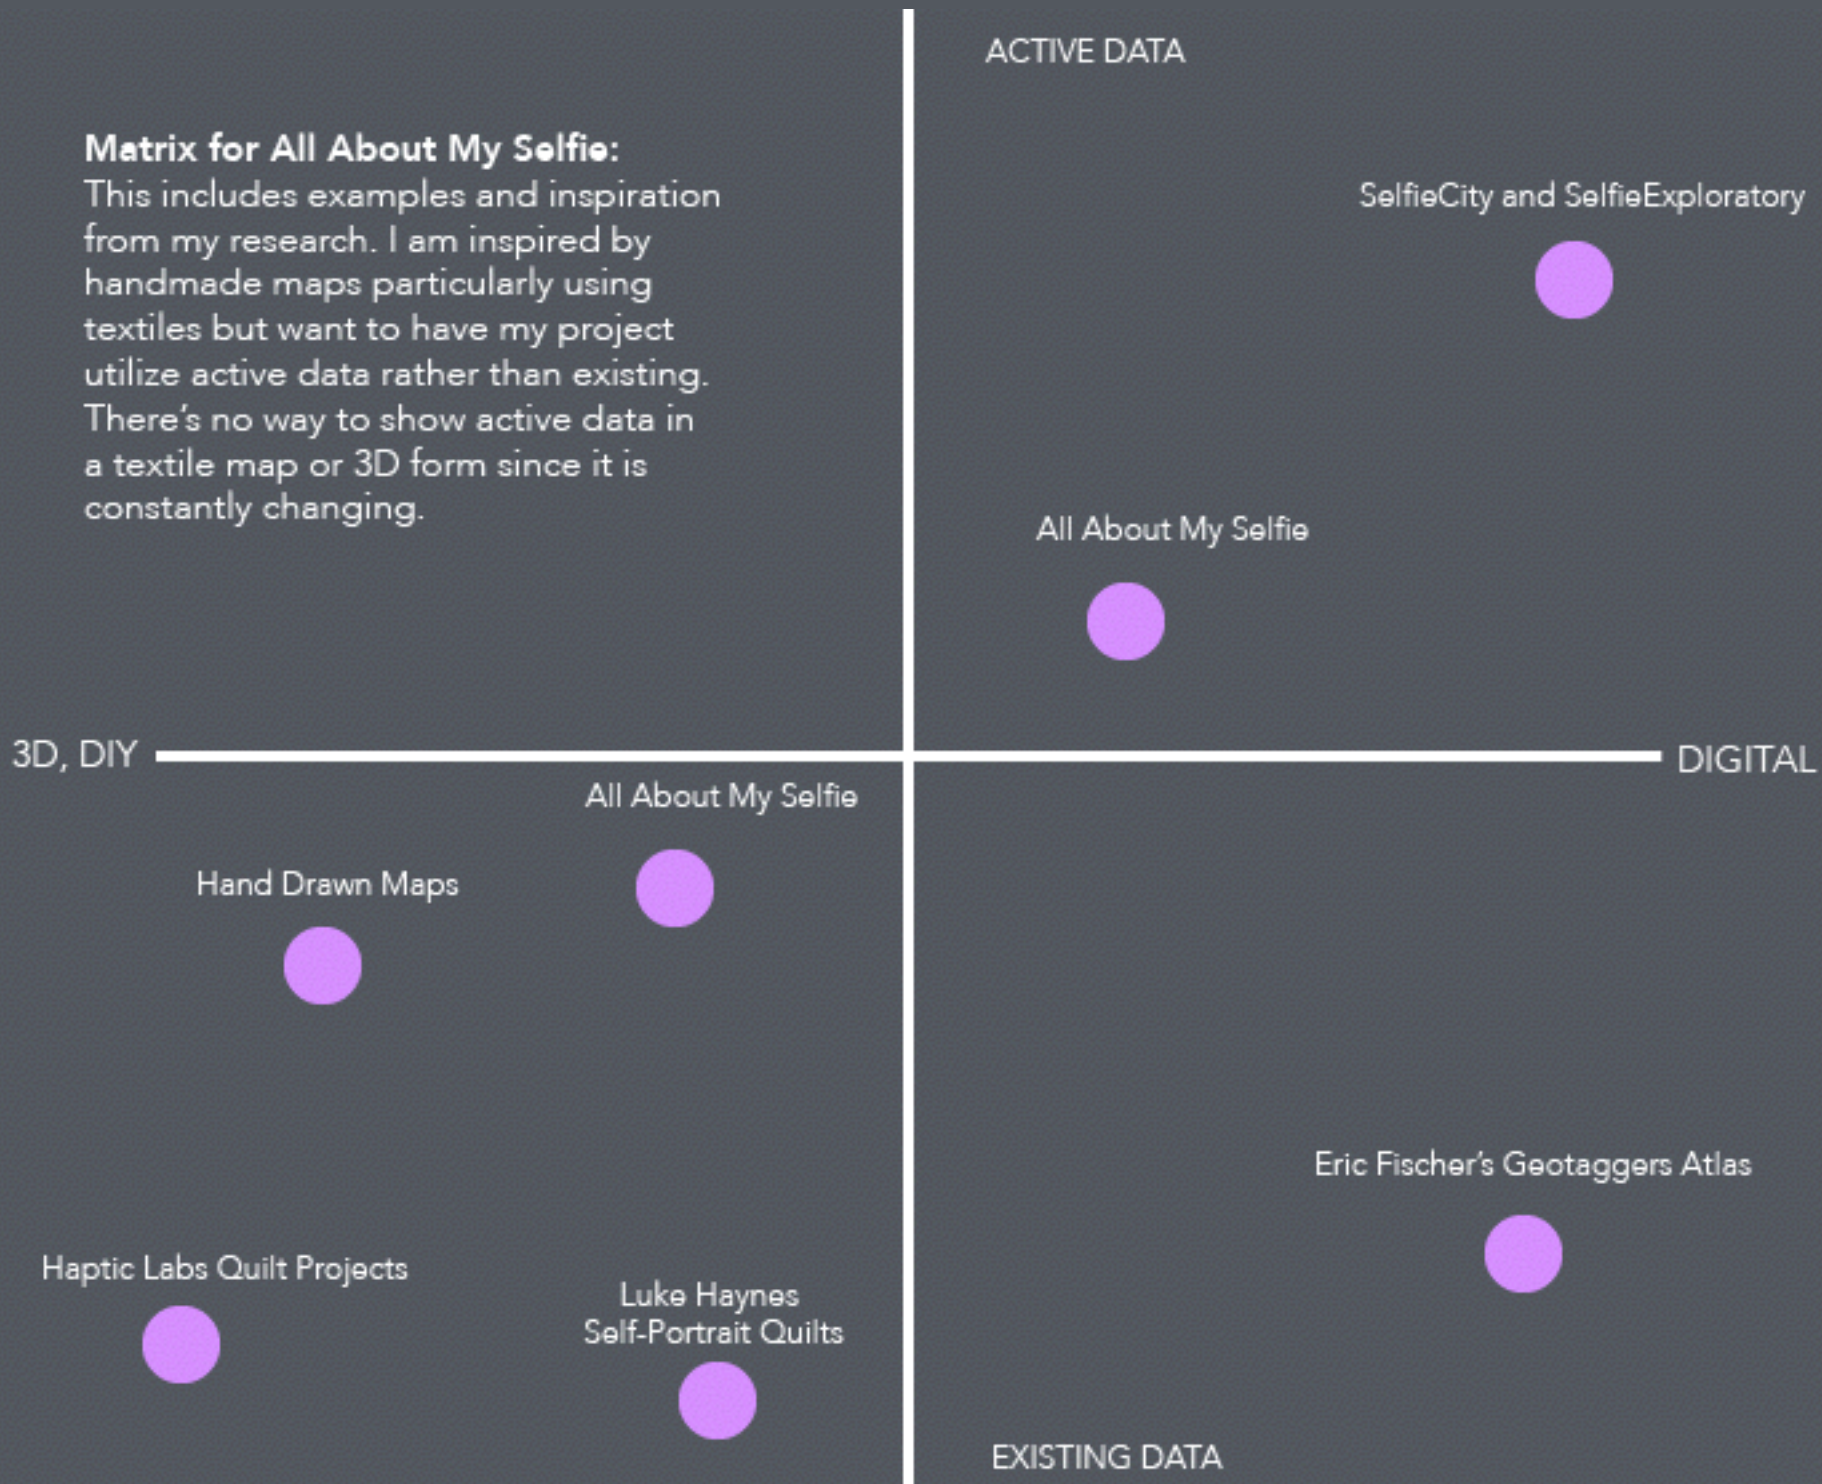 ACTIVE DATA
Matrix for All About My Selfie:
This includes examples and inspiration
from my research. I am inspired by
handmade maps particularly using
textiles but want to have my project
utilize active data rather than existing.
There's no way to show active data in
a textile map or 3D form since it is
constantly changing.
SelfieCity and SelfieExploratory
All About My Selfie
3D, DIY
DIGITAL
All About My Selfie
Hand Drawn Maps
Eric Fischer's Geotaggers Atlas
Haptic Labs Quilt Projects
Luke Haynes
Self-Portrait Quilts
EXISTING DATA